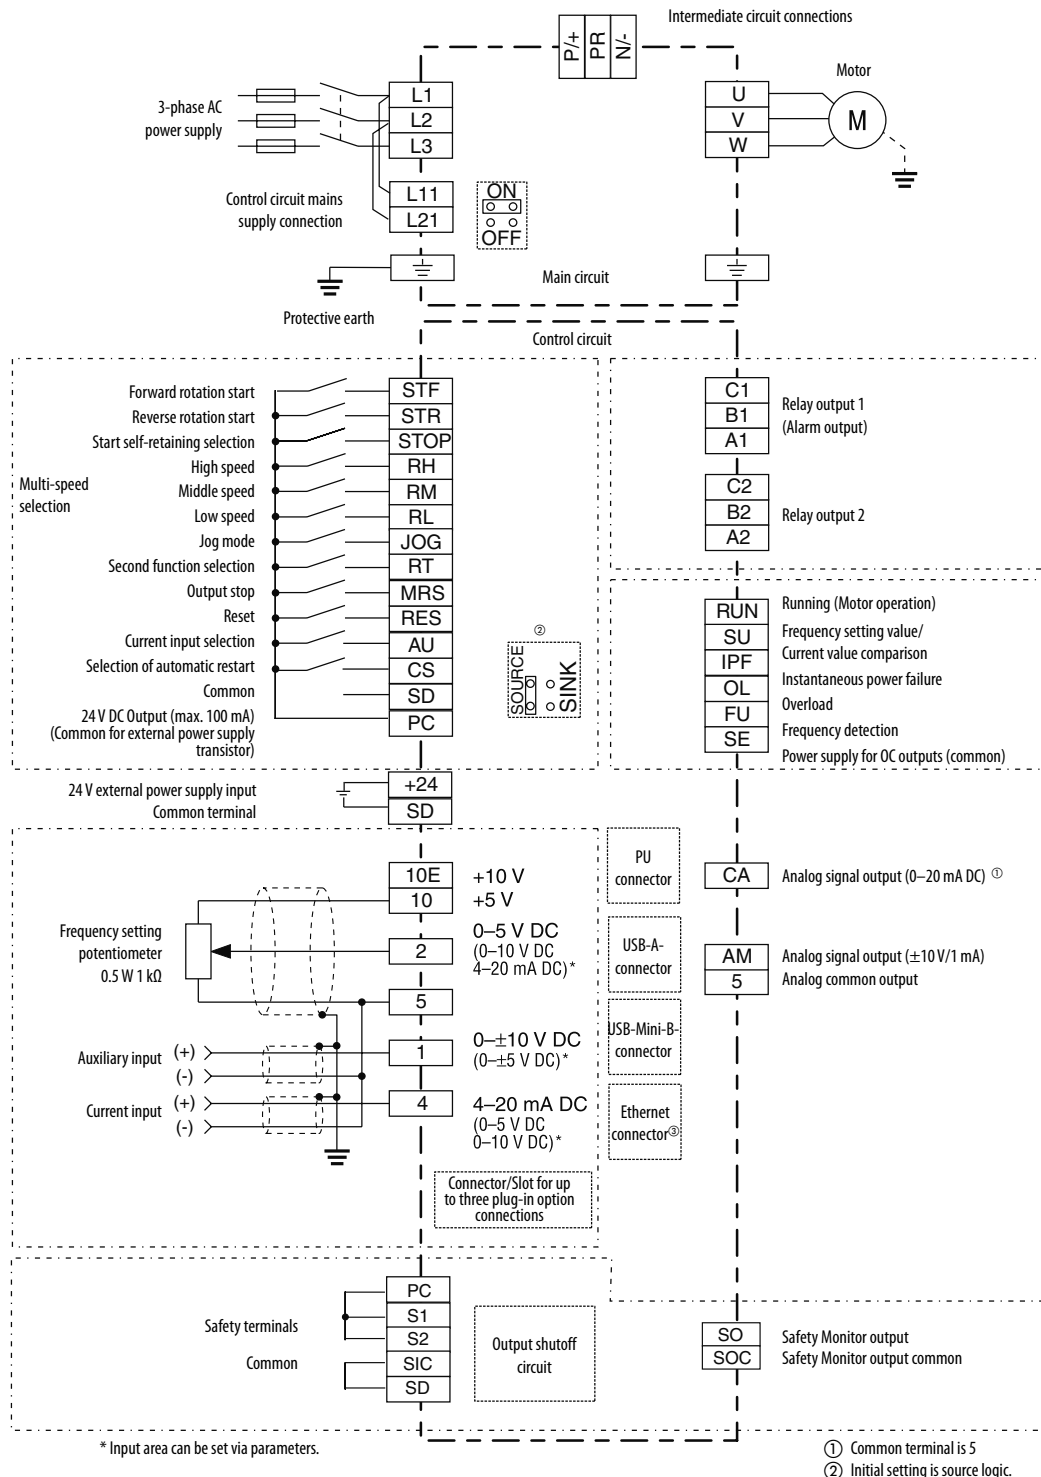 Intermediate circuit connections
P/+
PR
N/-
3-phase AC
power supply
L1
L2
L3
U
V
W
Motor
M
Control circuit mains
supply connection
L11
L21
ON
OFF
Main circuit
Protective earth
Control circuit
Multi-speed
selection
Forward rotation start
STF
Reverse rotation start
STR
Start self-retaining selection
STOP
High speed
RH
Middle speed
RM
Low speed
RL
Jog mode
JOG
Second function selection
RT
Output stop
MRS
Reset
RES
Current input selection
AU
Selection of automatic restart
CS
Common
SD
24 V DC Output (max. 100 mA)
(Common for external power supply
transistor)
PC
②
SOURCE
SINK
C1
B1
A1
Relay output 1
(Alarm output)
C2
B2
A2
Relay output 2
RUN
SU
IPF
OL
FU
SE
Running (Motor operation)
Frequency setting value/
Current value comparison
Instantaneous power failure
Overload
Frequency detection
Power supply for OC outputs (common)
24 V external power supply input
+24
Common terminal
SD
10E
+10 V
10
+5 V
Frequency setting
potentiometer
0.5 W 1 kΩ
2
0–5 V DC
(0–10 V DC
4–20 mA DC)*
5
Auxiliary input
(+)
(-)
1
0–±10 V DC
(0–±5 V DC)*
Current input
(+)
(-)
4
4–20 mA DC
(0–5 V DC
0–10 V DC)*
PU
connector
USB-A-
connector
USB-Mini-B-
connector
Ethernet
connector③
Connector/Slot for up
to three plug-in option
connections
CA
Analog signal output (0–20 mA DC) ①
AM
Analog signal output (±10 V/1 mA)
5
Analog common output
Safety terminals
Common
PC
S1
S2
SIC
SD
Output shutoff
circuit
SO
Safety Monitor output
SOC
Safety Monitor output common
* Input area can be set via parameters.
① Common terminal is 5
② Initial setting is source logic.